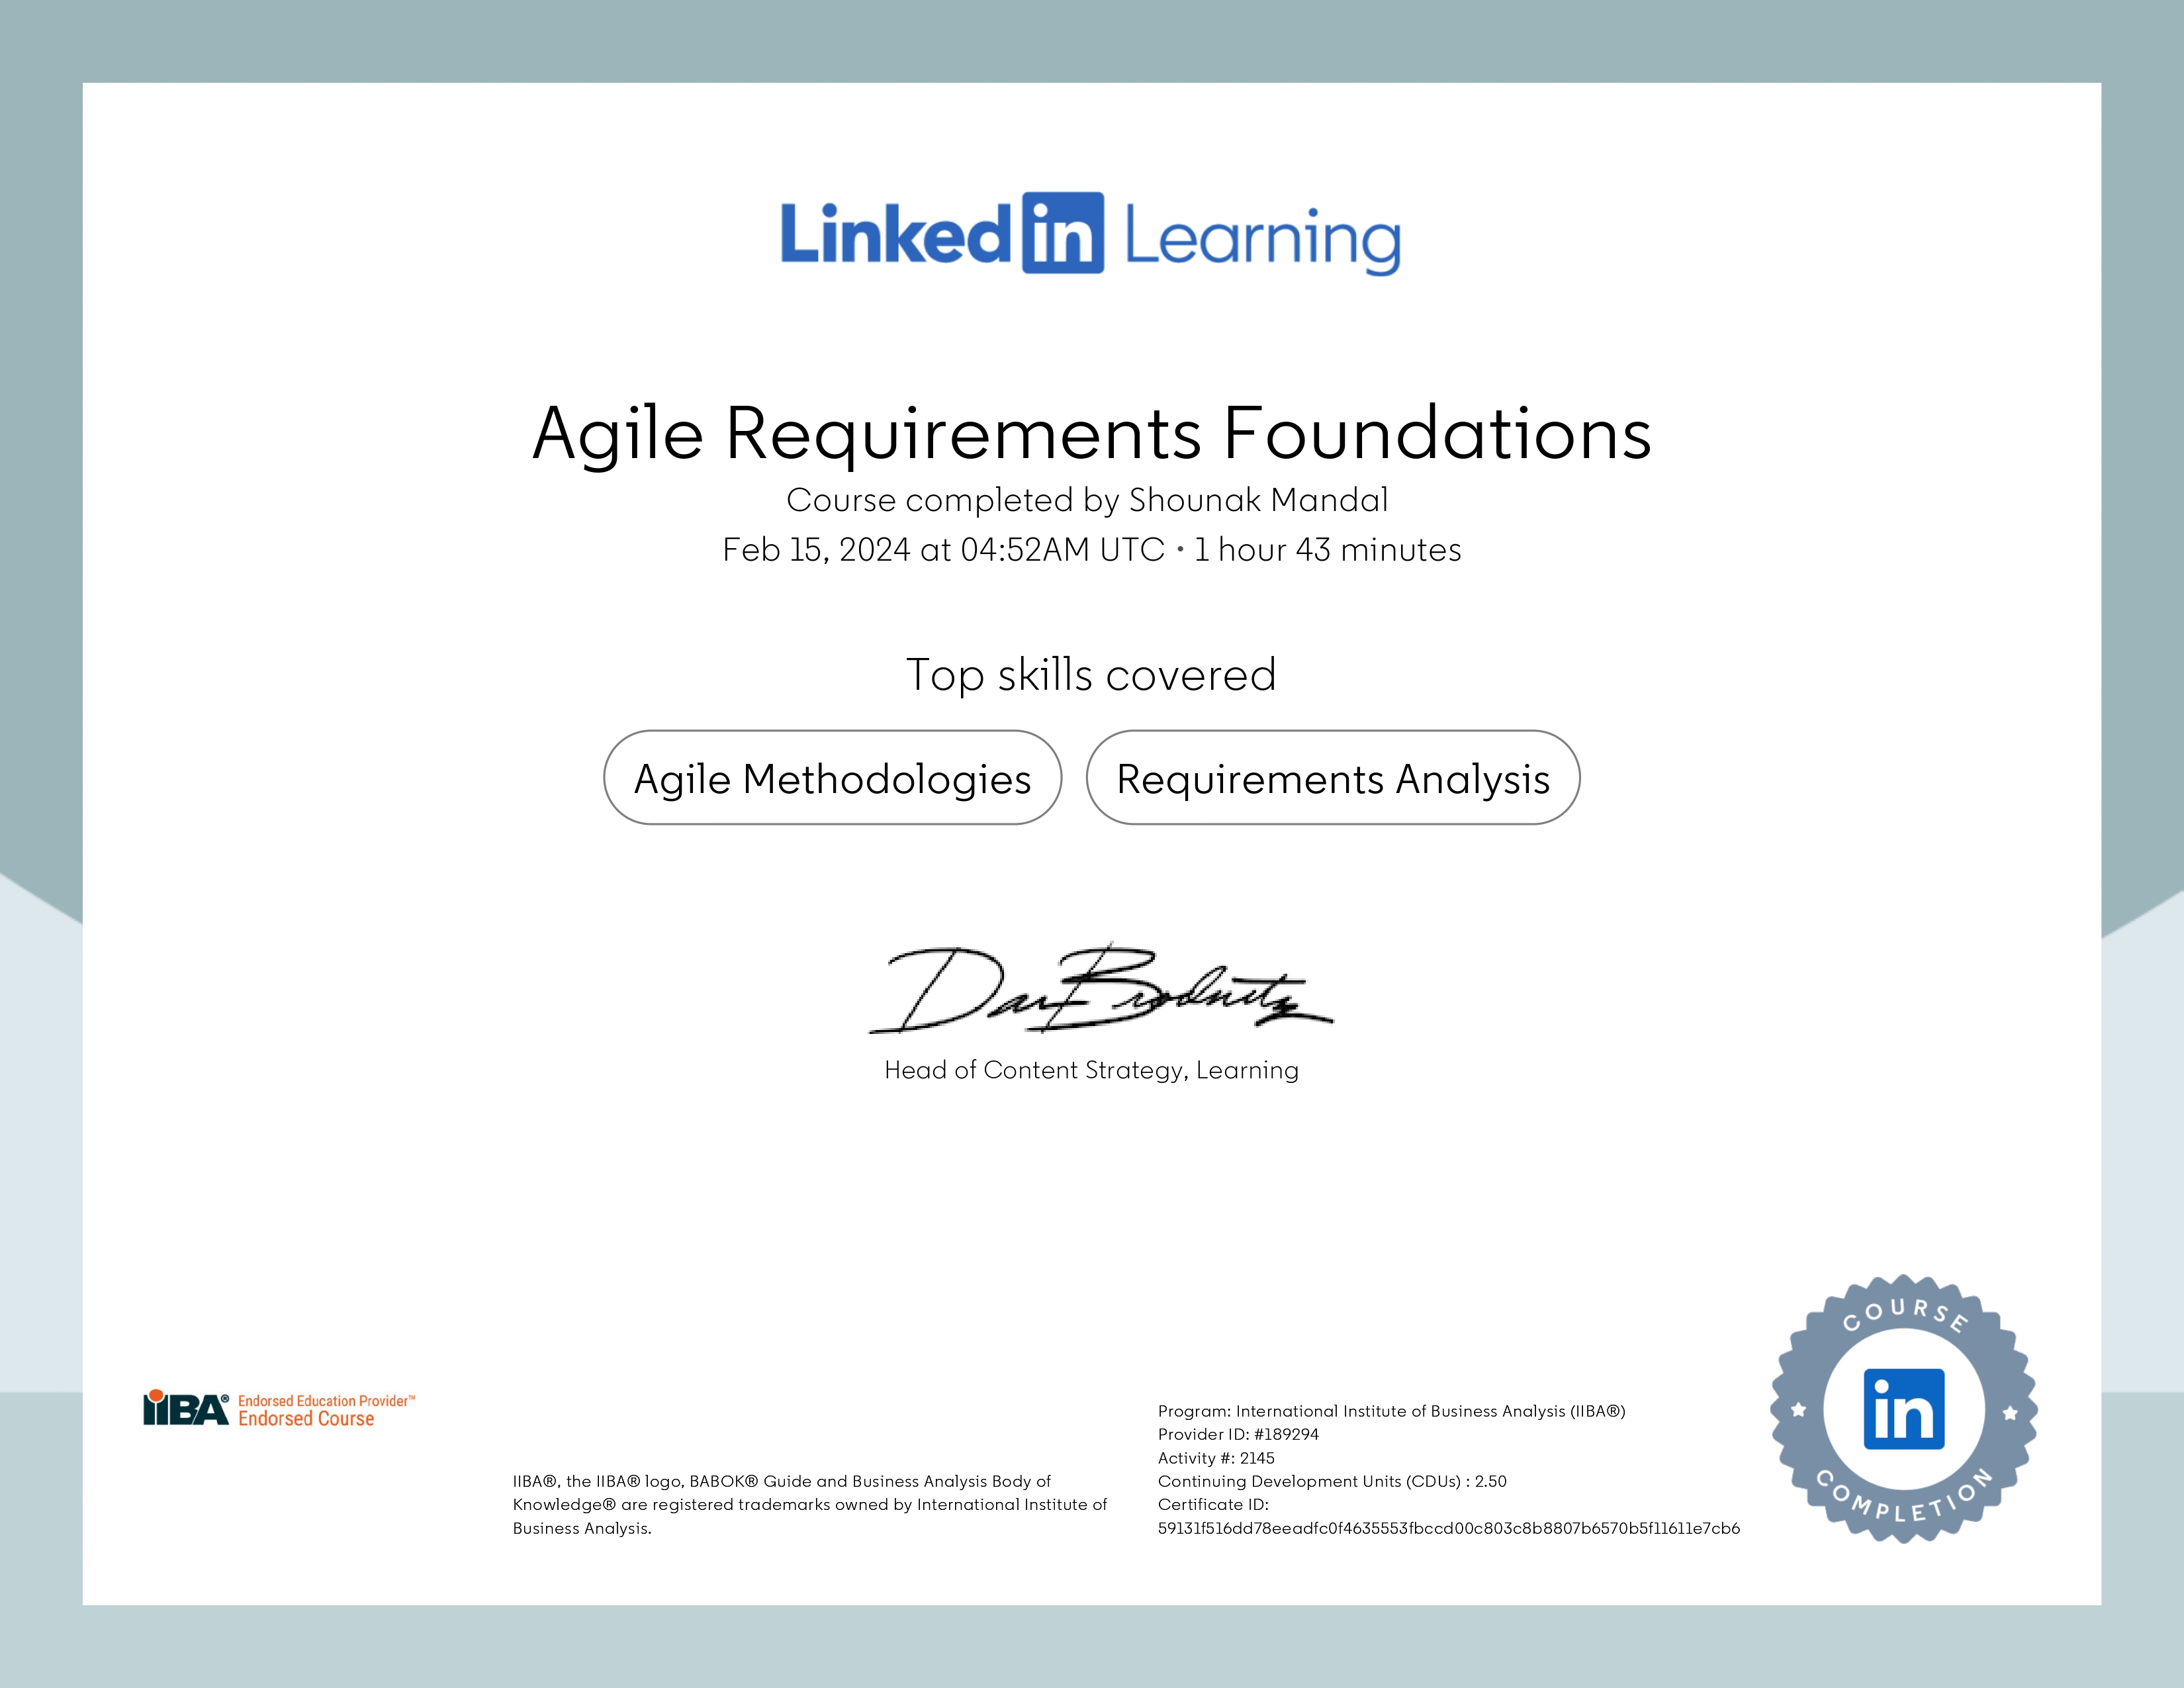 Linkedin Learning
Agile Requirements Foundations
Course completed by Shounak Mandal
Feb 15, 2024 at 04:52AM UTC • 1 hour 43 minutes
Top skills covered
Agile Methodologies
Requirements Analysis
Dan Brodnitz
Head of Content Strategy, Learning
IIBA® Endorsed Education Provider™
Endorsed Course
IIBA®, the IIBA® logo, BABOK® Guide and Business Analysis Body of
Knowledge® are registered trademarks owned by International Institute of
Business Analysis.
Program: International Institute of Business Analysis (IIBA®)
Provider ID: #189294
Activity #: 2145
Continuing Development Units (CDUs) : 2.50
Certificate ID:
59131f516dd78eeadfc0f4635553fbccd00c803c8b8807b6570b5f11611e7cb6
COURSE
in
COMPLETION